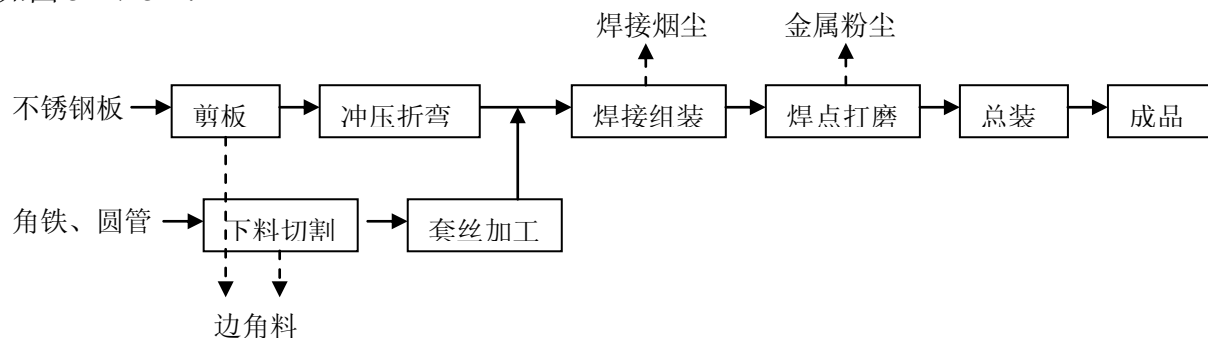 焊接烟尘 金属粉尘
不锈钢板 剪板 冲压折弯 焊接组装 焊点打磨 总装 成品
角铁、圆管 下料切割 套丝加工
边角料